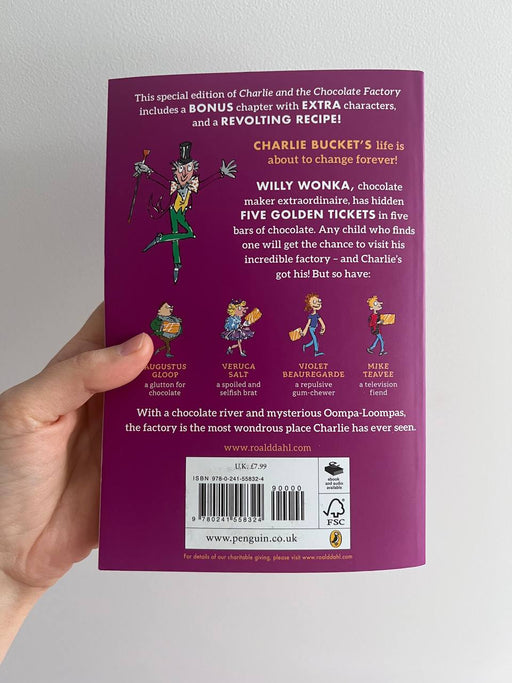 This special edition of Charlie and the Chocolate Factory
includes a BONUS chapter with EXTRA characters,
and a REVOLTING RECIPE!
CHARLIE BUCKET'S life is
about to change forever!
WILLY WONKA, chocolate
maker extraordinaire, has hidden
FIVE GOLDEN TICKETS in five
bars of chocolate. Any child who finds
one will get the chance to visit his
incredible factory – and Charlie's
got his! But so have:
AUGUSTUS
GLOOP
a glutton for
chocolate
VERUCA
SALT
a spoiled and
selfish brat
VIOLET
BEAUREGARDE
a repulsive
gum-chewer
MIKE
TEAVEE
a television
fiend
With a chocolate river and mysterious Oompa-Loompas,
the factory is the most wondrous place Charlie has ever seen.
www.roalddahl.com
U.K. £7.99
ISBN 978-0-241-55832-4
90000
9 780241 558324
ebook
and audio
available
FSC
www.penguin.co.uk
For details of our charitable giving, please visit www.roalddahl.com